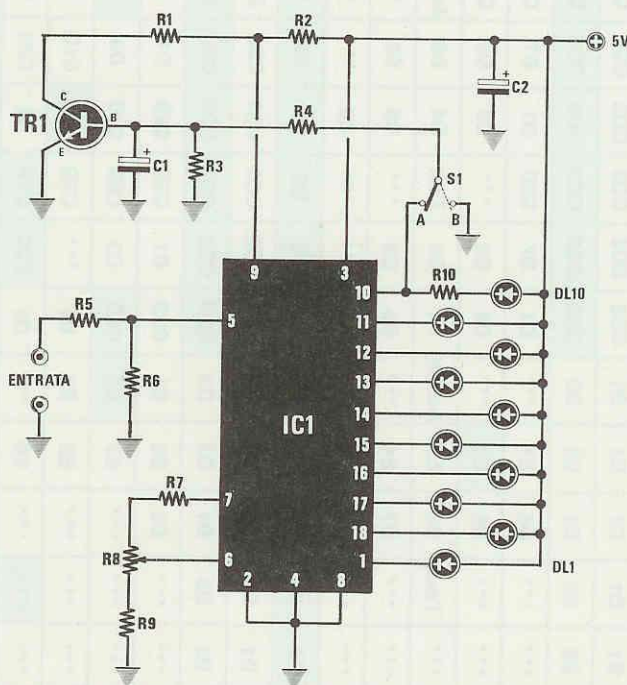 R1
R2
5V
C
TR1
B
E
+
C1
R3
R4
+
C2
S1
A
B
9
3
10
R10
DL10
R5
5
11
12
ENTRATA
R6
13
14
IC1
15
R7
7
16
17
R8
6
18
1
DL1
2
4
8
R9